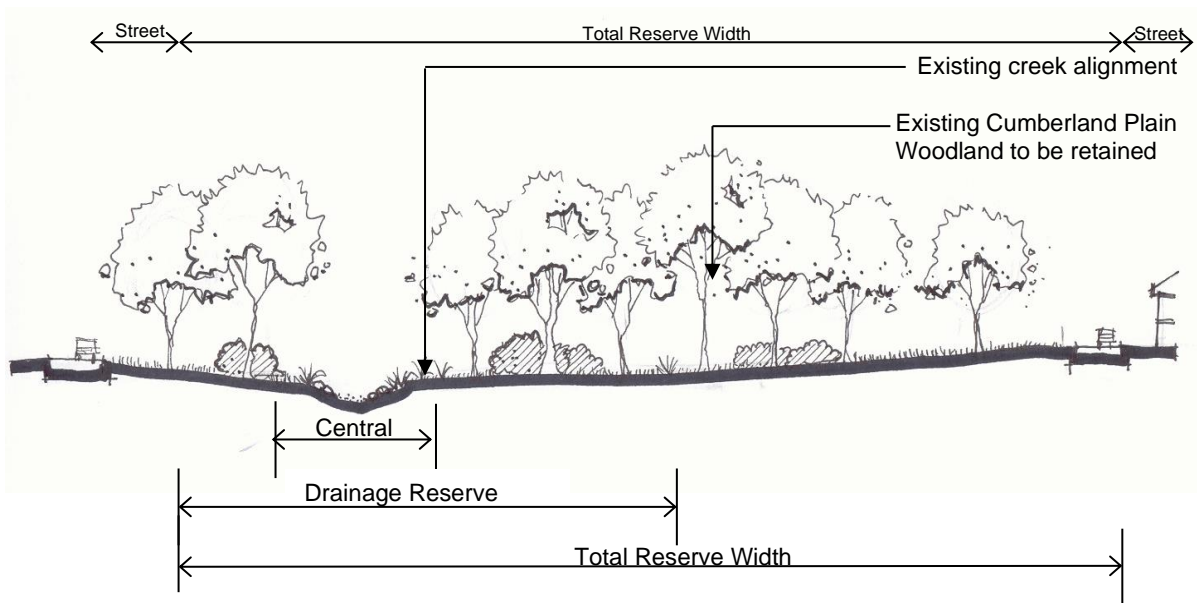 Street
Total Reserve Width
Street
Existing creek alignment
Existing Cumberland Plain
Woodland to be retained
Central
Drainage Reserve
Total Reserve Width